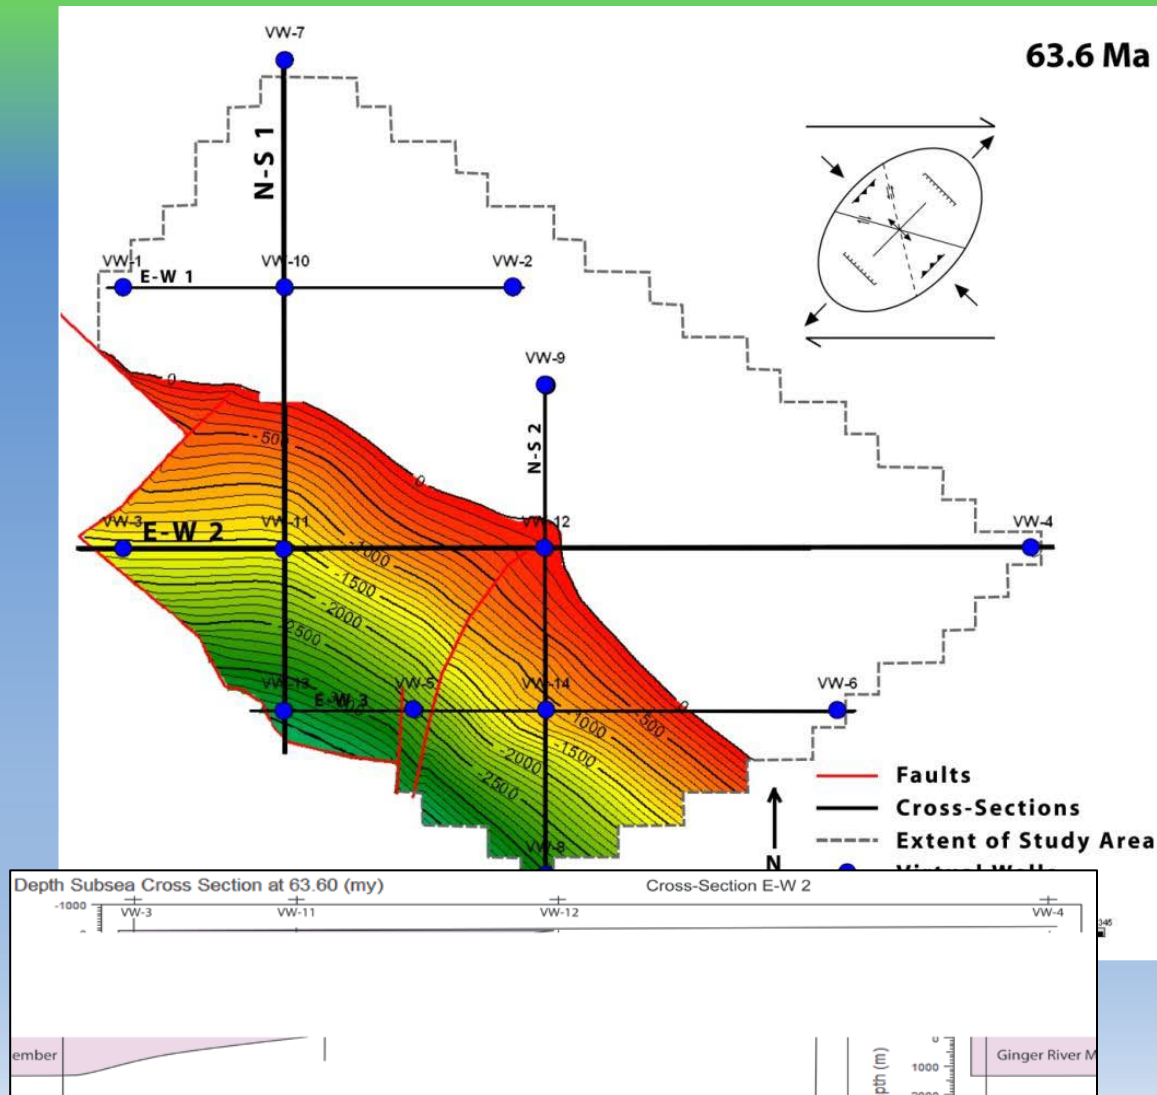 VW-7
63.6 Ma
N-S 1
VW-1
E-W 1
VW-10
VW-2
VW-9
N-S 2
0
-500
0
VW-3
E-W 2
VW-11
VW-12
VW-4
-1000
-1500
-2000
-2500
VW-13
E-W 3
VW-5
VW-14
VW-6
0
-500
-1000
-1500
-2000
-2500
Faults
Cross-Sections
Extent of Study Area
N
VW-8
Depth Subsea Cross Section at 63.60 (my)
Cross-Section E-W 2
-1000
VW-3
VW-11
VW-12
VW-4
345
ember
0
1000
Ginger River M